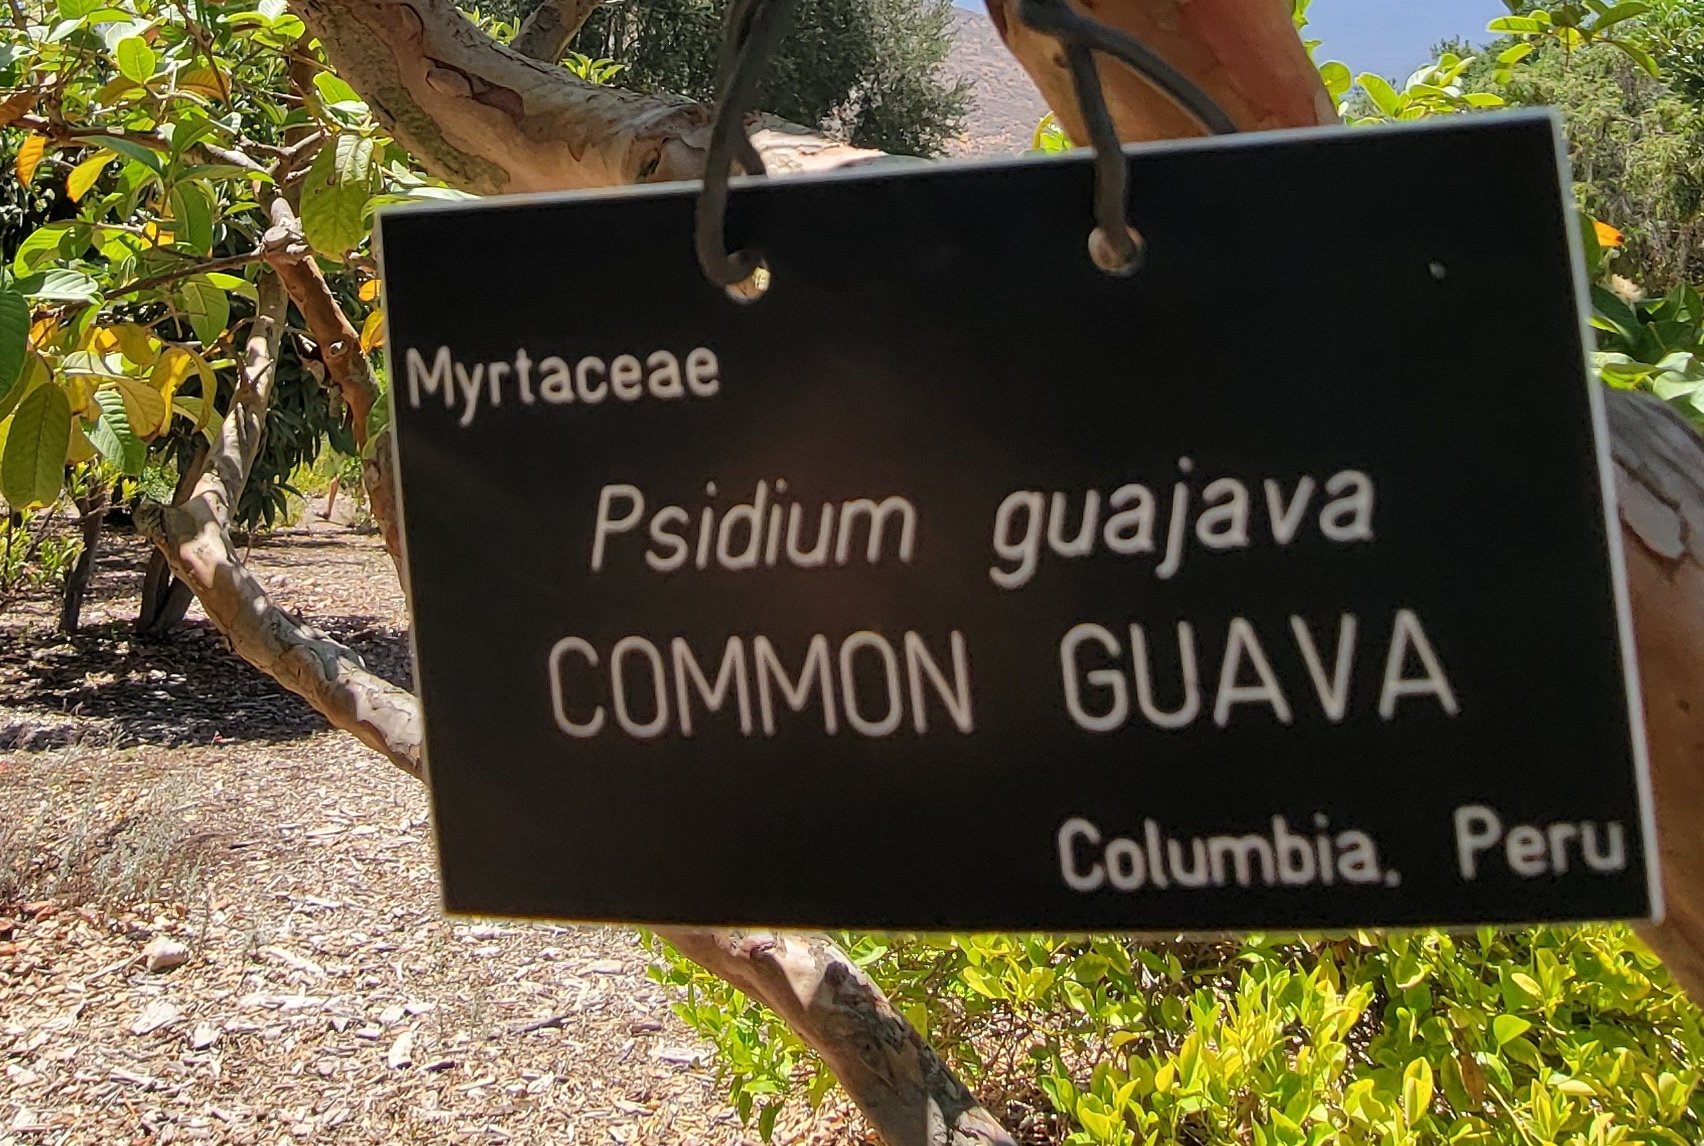 Myrtaceae
Psidium guajava
COMMON GUAVA
Columbia, Peru